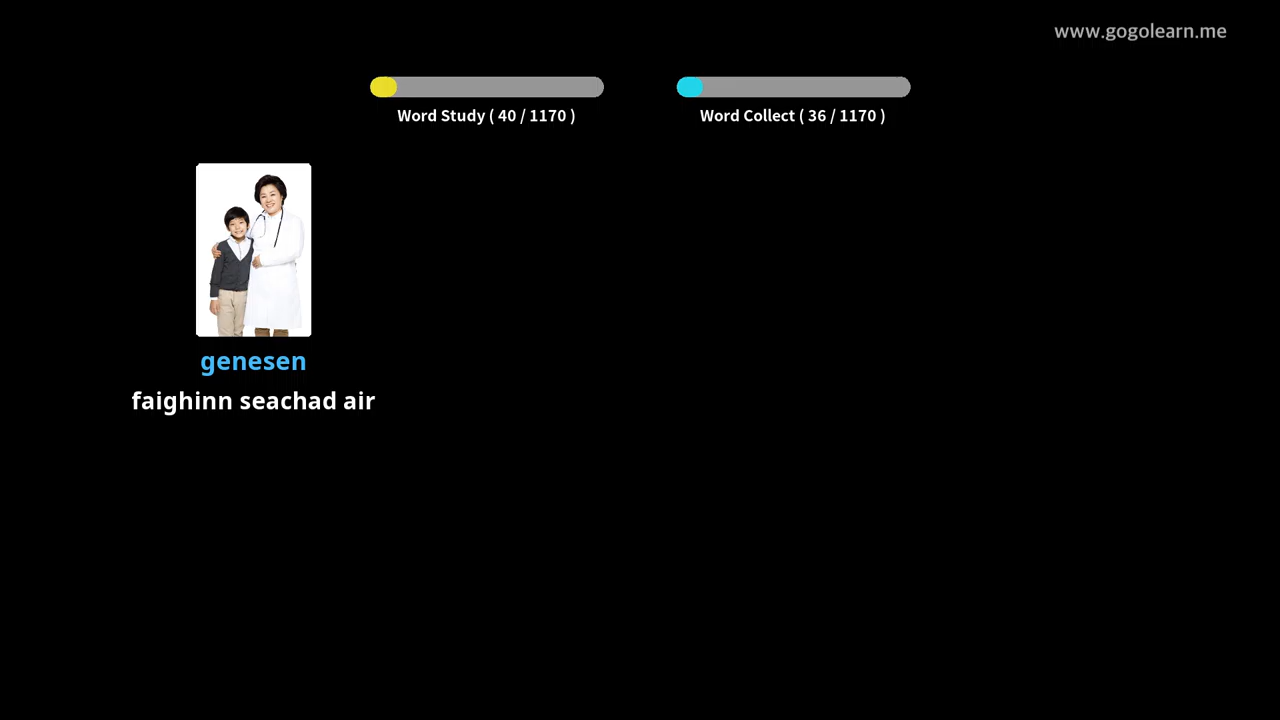 www.gogolearn.me
Word Study ( 40 / 1170 )
Word Collect ( 36 / 1170 )
genesen
faighinn seachad air